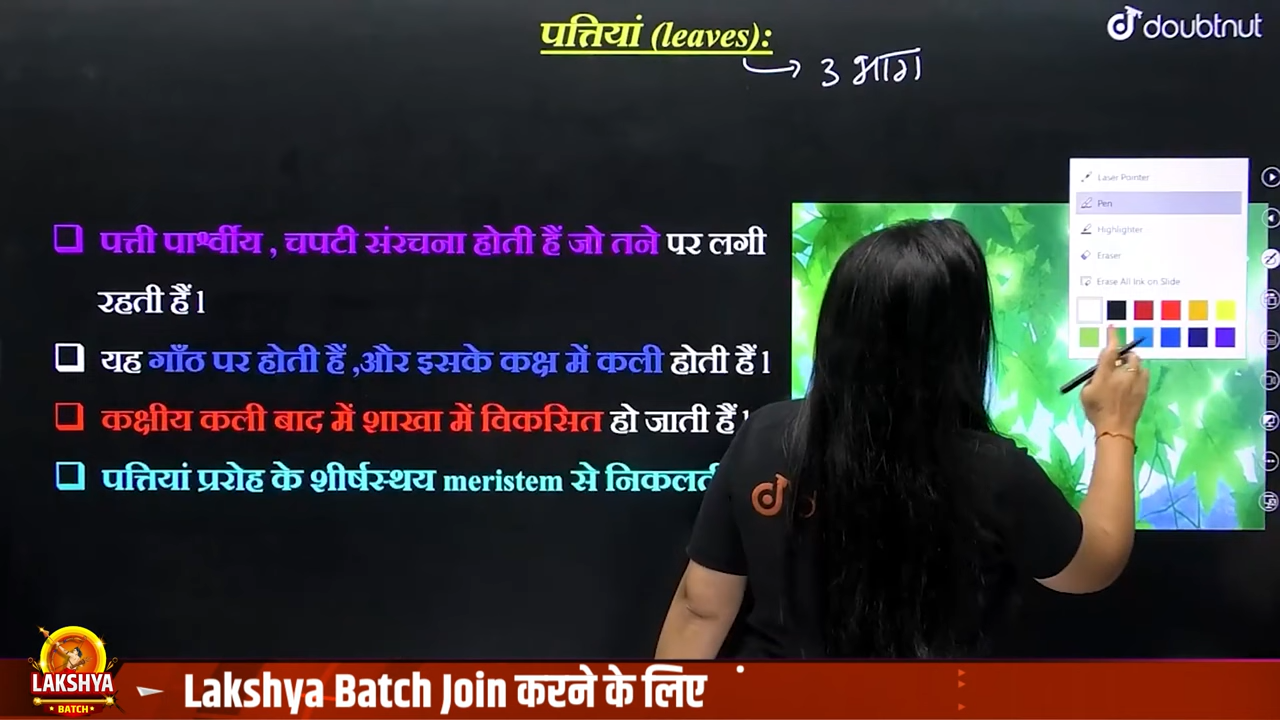 पत्तियां (leaves):
3 भाग
doubtnut
Laser Pointer
Pen
Highlighter
Eraser
Erase All Ink on Slide
पत्ती पार्श्वीय , चपटी संरचना होती हैं जो तने पर लगी
रहती हैं l
यह गाँठ पर होती हैं ,और इसके कक्ष में कली होती हैं l
कक्षीय कली बाद में शाखा में विकसित हो जाती हैं
पत्तियां प्ररोह के शीर्षस्थय meristem से
LAKSHYA
BATCH
Lakshya Batch Join करने के लिए